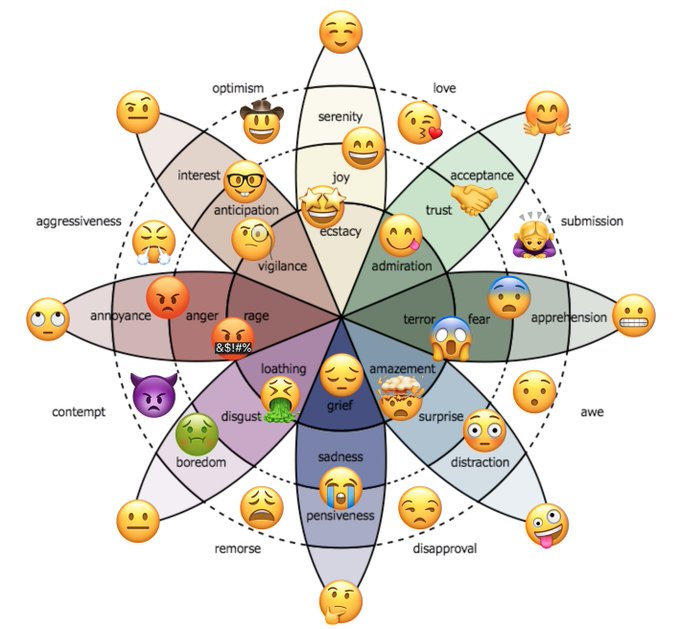 optimism
love
serenity
interest
joy
acceptance
anticipation
trust
aggressiveness
submission
ecstacy
vigilance
admiration
annoyance
anger
rage
terror
fear
apprehension
&$!#%
loathing
amazement
contempt
disgust
grief
surprise
awe
boredom
sadness
distraction
pensiveness
remorse
disapproval